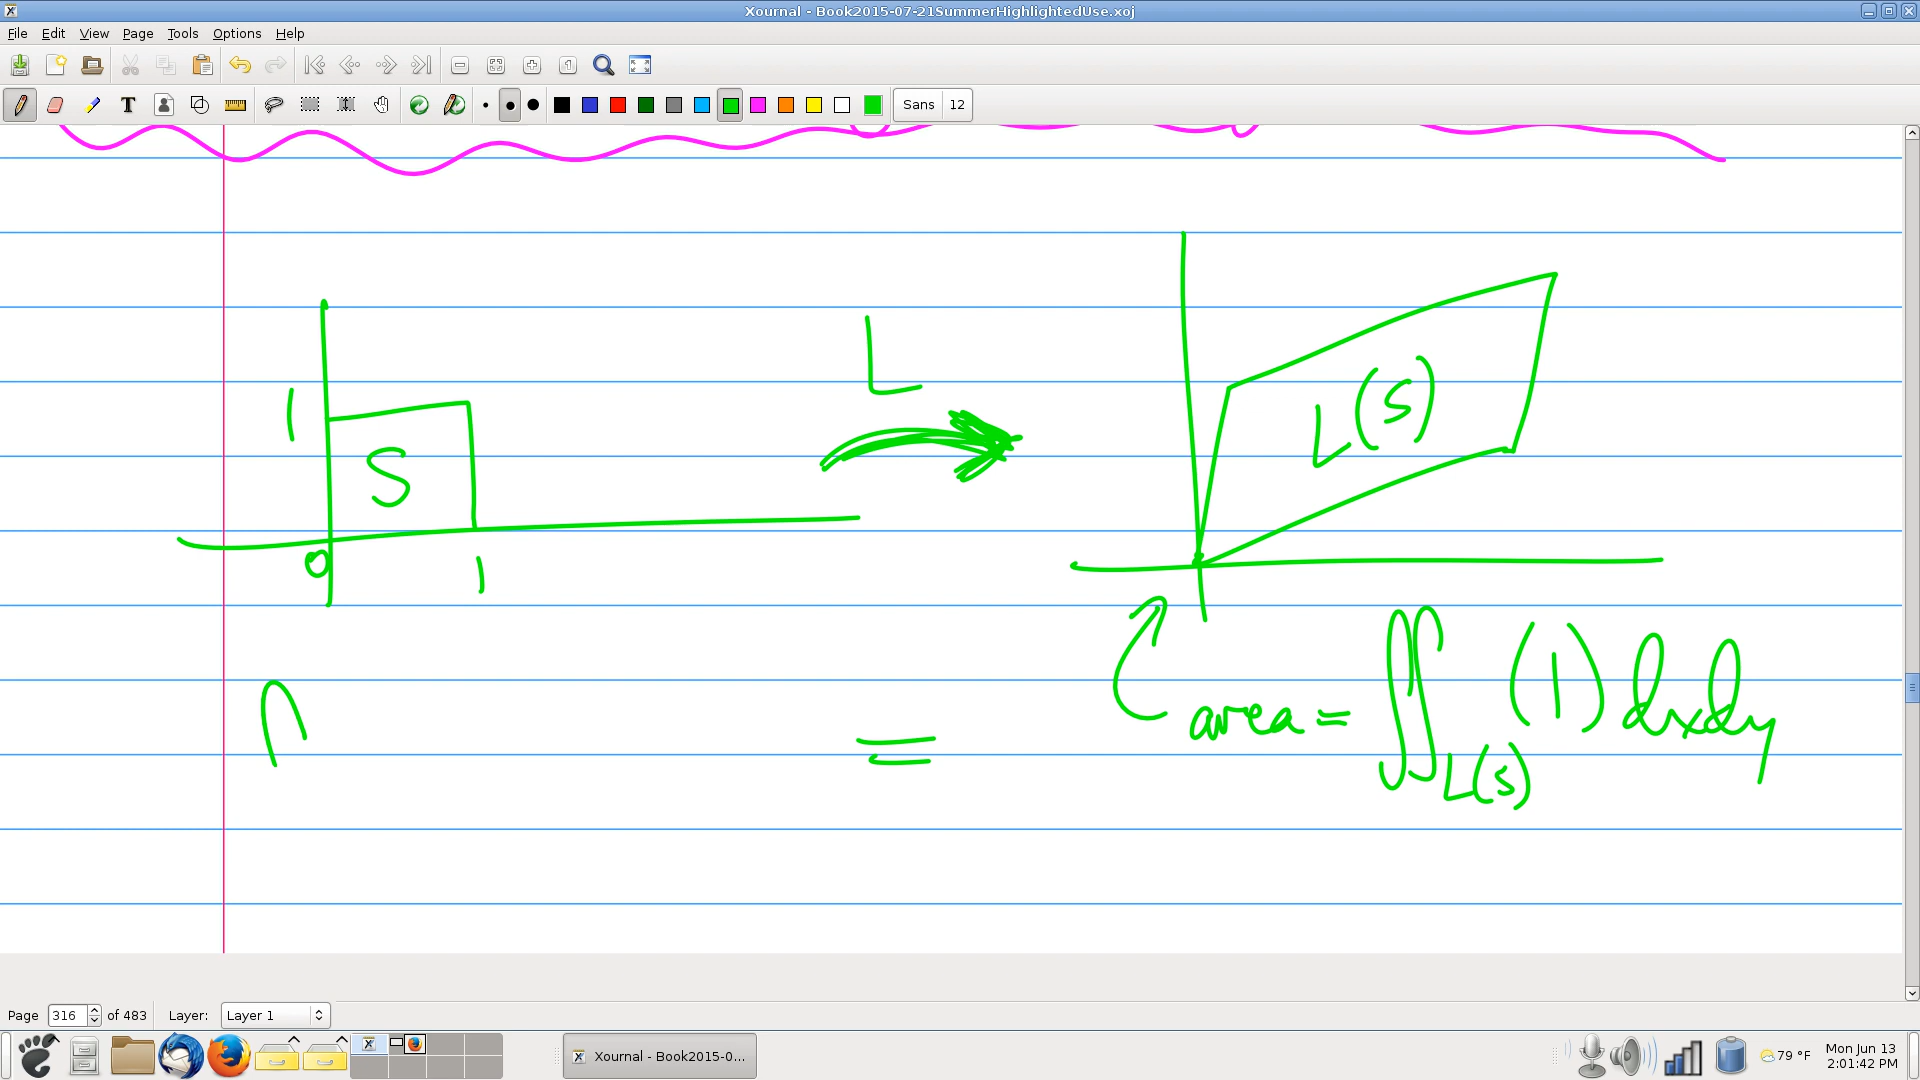 Xournal - Book2015-07-21SummerHighlightedUse.xoj
File Edit View Page Tools Options Help
Sans 12
L
1
S
L(S)
0
1
area = ∬_{L(S)} (1) dxdy
=
Page 316 of 483 Layer: Layer 1
Xournal - Book2015-0...
79 °F
Mon Jun 13
2:01:42 PM